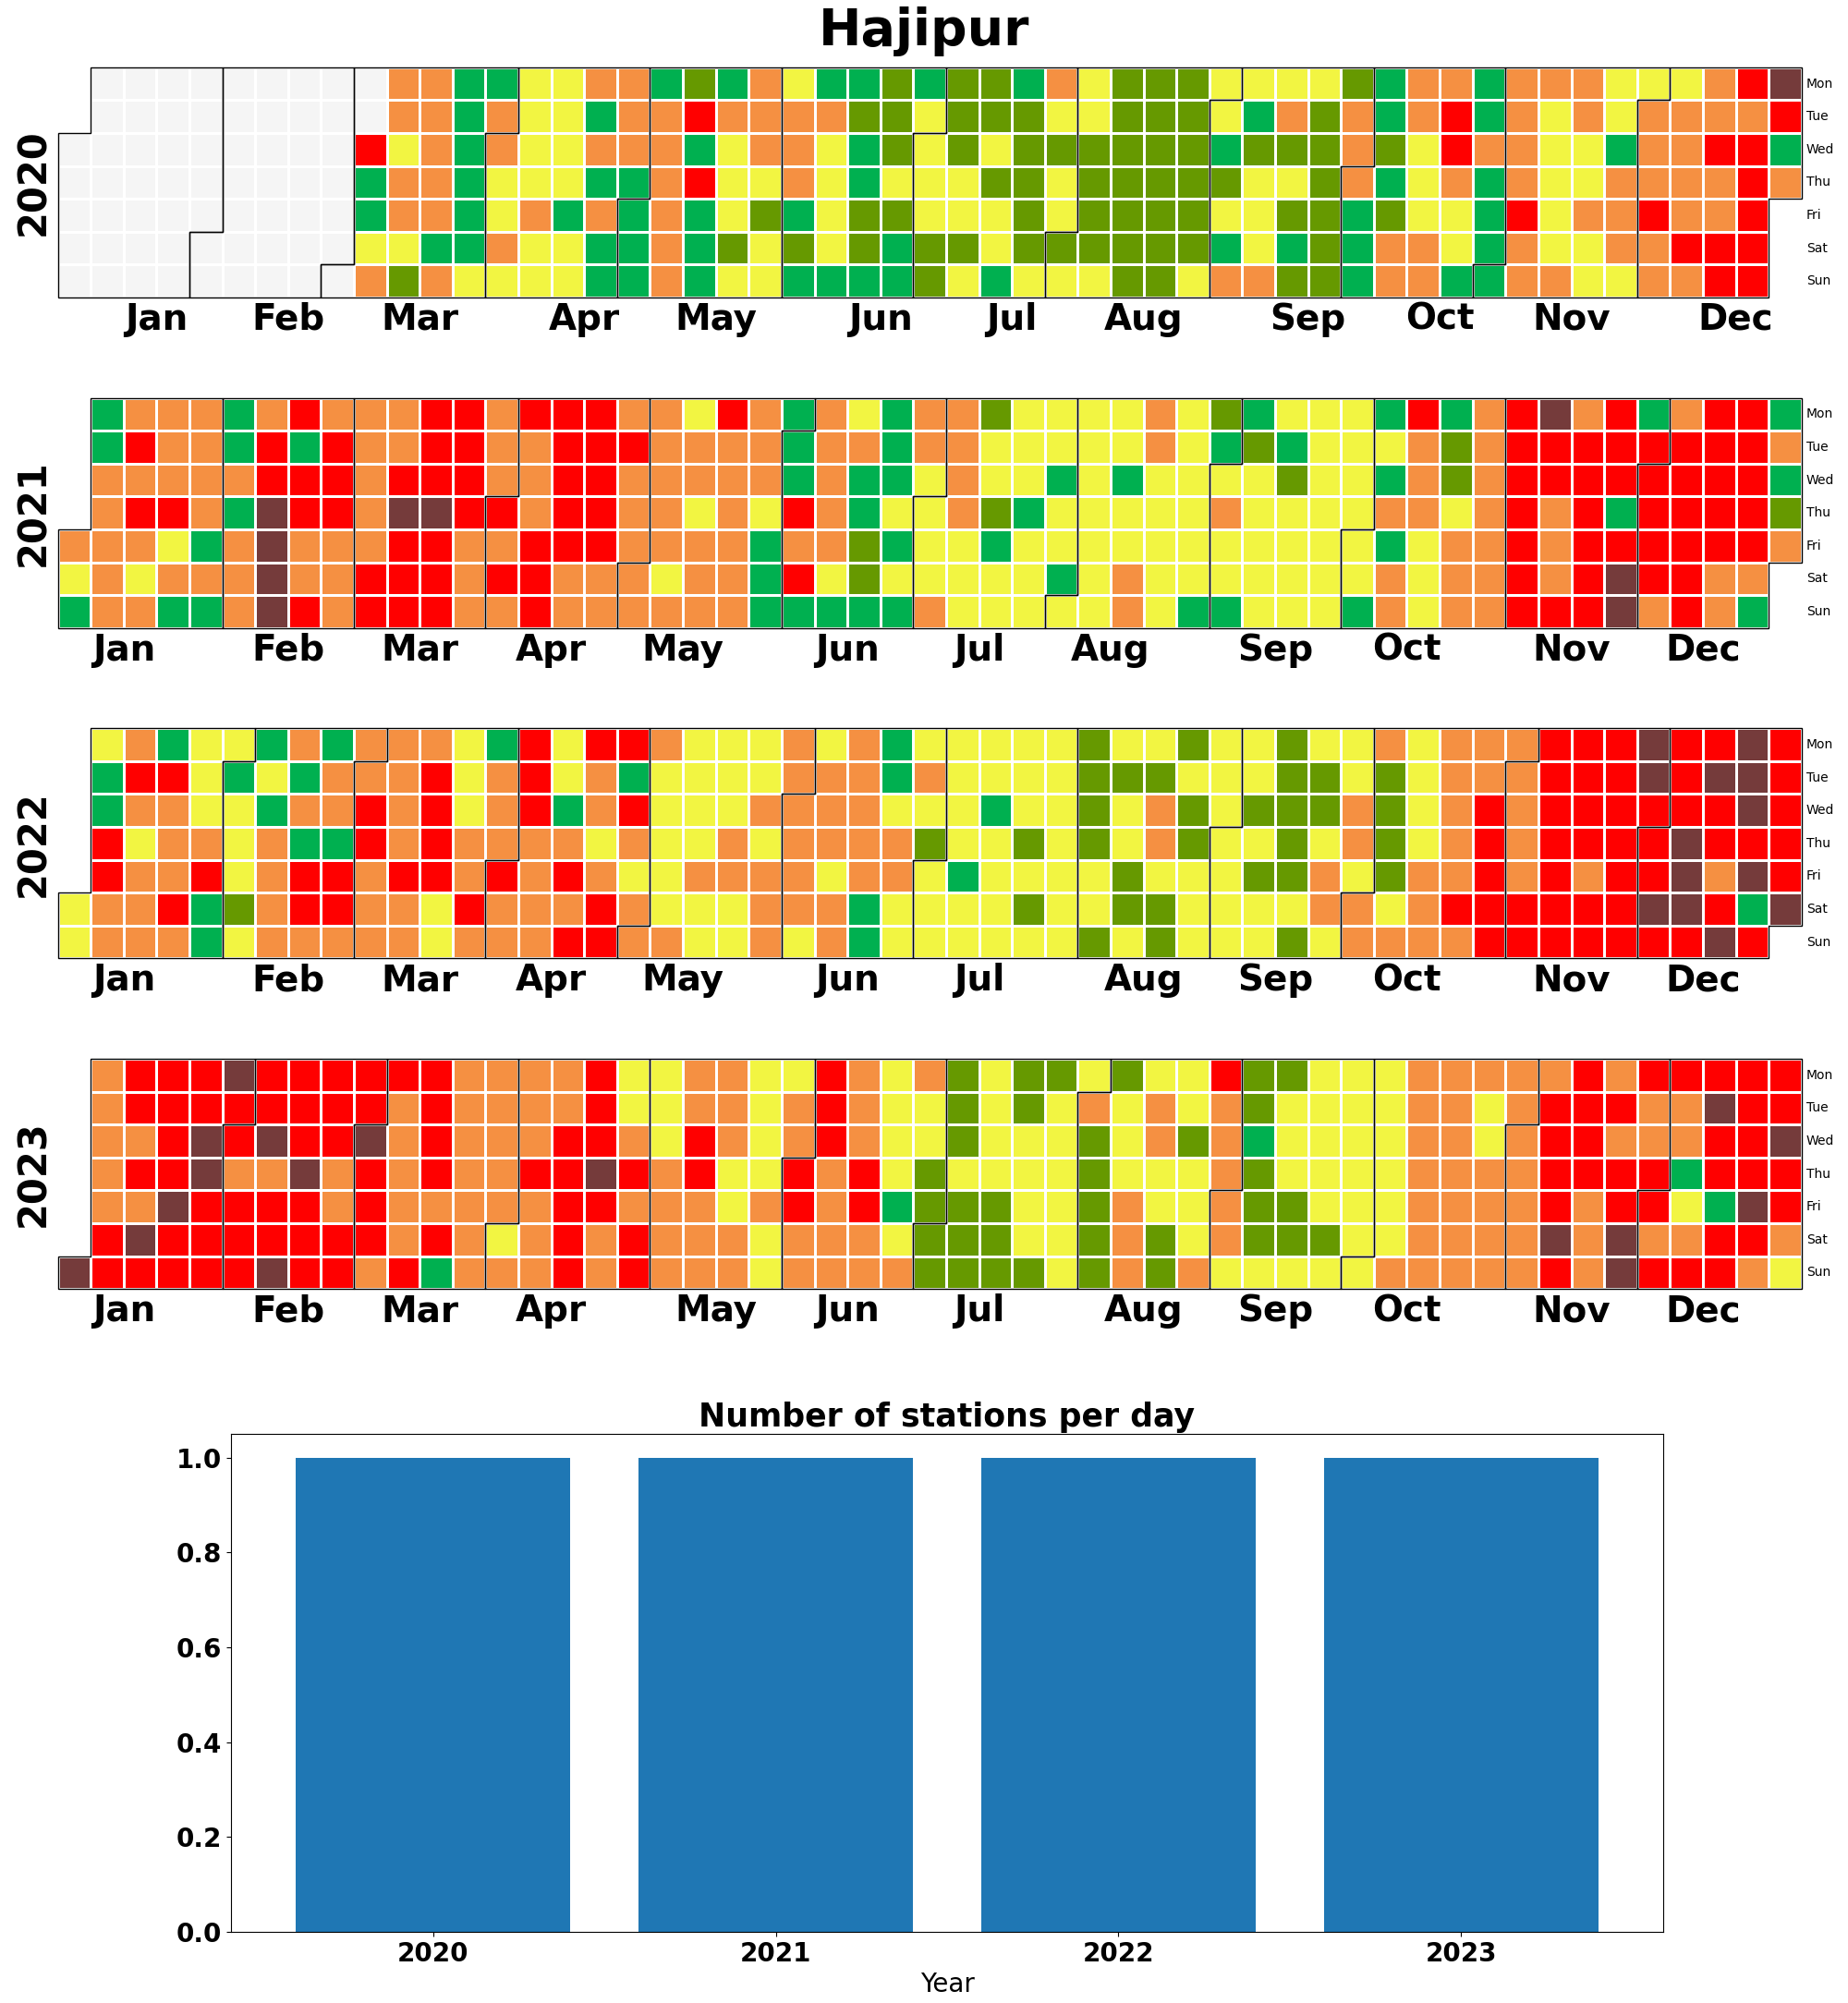 Hajipur
2020
Mon
Tue
Wed
Thu
Fri
Sat
Sun
Jan Feb Mar Apr May Jun Jul Aug Sep Oct Nov Dec
2021
Mon
Tue
Wed
Thu
Fri
Sat
Sun
Jan Feb Mar Apr May Jun Jul Aug Sep Oct Nov Dec
2022
Mon
Tue
Wed
Thu
Fri
Sat
Sun
Jan Feb Mar Apr May Jun Jul Aug Sep Oct Nov Dec
2023
Mon
Tue
Wed
Thu
Fri
Sat
Sun
Jan Feb Mar Apr May Jun Jul Aug Sep Oct Nov Dec
Number of stations per day
1.0
0.8
0.6
0.4
0.2
0.0
2020 2021 2022 2023
Year